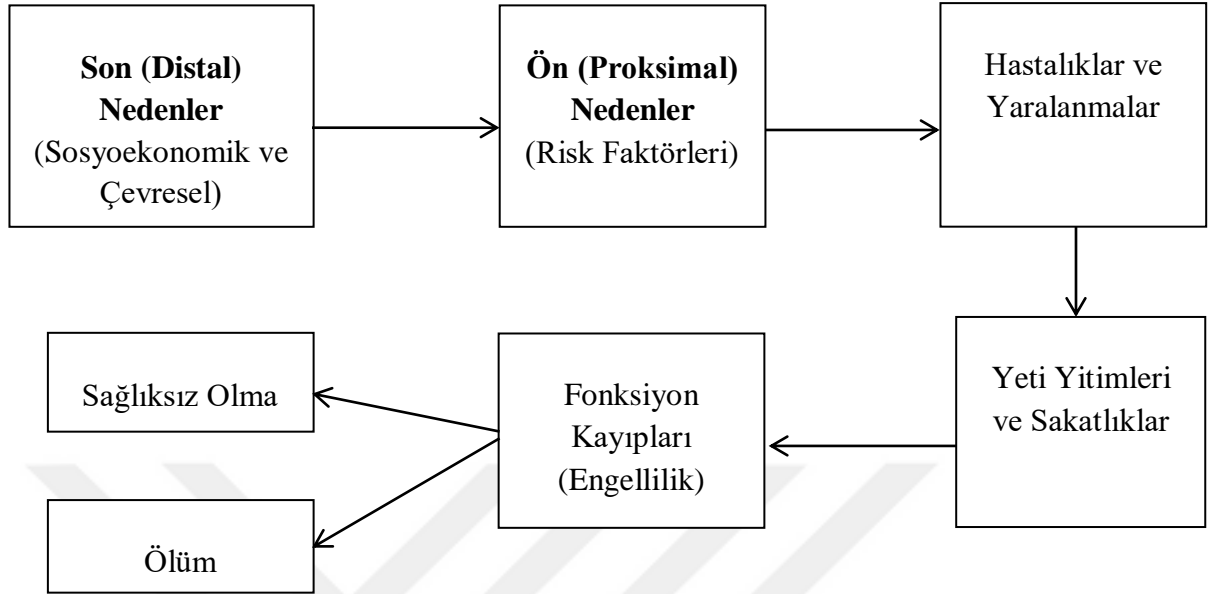 Son (Distal)
Nedenler
(Sosyoekonomik ve
Çevresel)
Ön (Proksimal)
Nedenler
(Risk Faktörleri)
Hastalıklar ve
Yaralanmalar
Yeti Yitimleri
ve Sakatlıklar
Fonksiyon
Kayıpları
(Engellilik)
Sağlıksız Olma
Ölüm